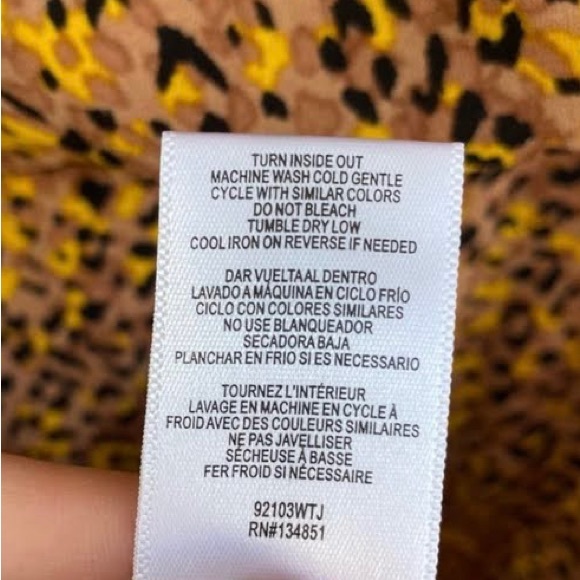 TURN INSIDE OUT
MACHINE WASH COLD GENTLE
CYCLE WITH SIMILAR COLORS
DO NOT BLEACH
TUMBLE DRY LOW
COOL IRON ON REVERSE IF NEEDED
DAR VUELTA AL DENTRO
LAVADO A MÁQUINA EN CICLO FRÍO
CICLO CON COLORES SIMILARES
NO USE BLANQUEADOR
SECADORA BAJA
PLANCHAR EN FRIO SI ES NECESSARIO
TOURNEZ L'INTÉRIEUR
LAVAGE EN MACHINE EN CYCLE À
FROID AVEC DES COULEURS SIMILAIRES
NE PAS JAVELLISER
SÉCHEUSE À BASSE
FER FROID SI NÉCESSAIRE
92103WTJ
RN#134851